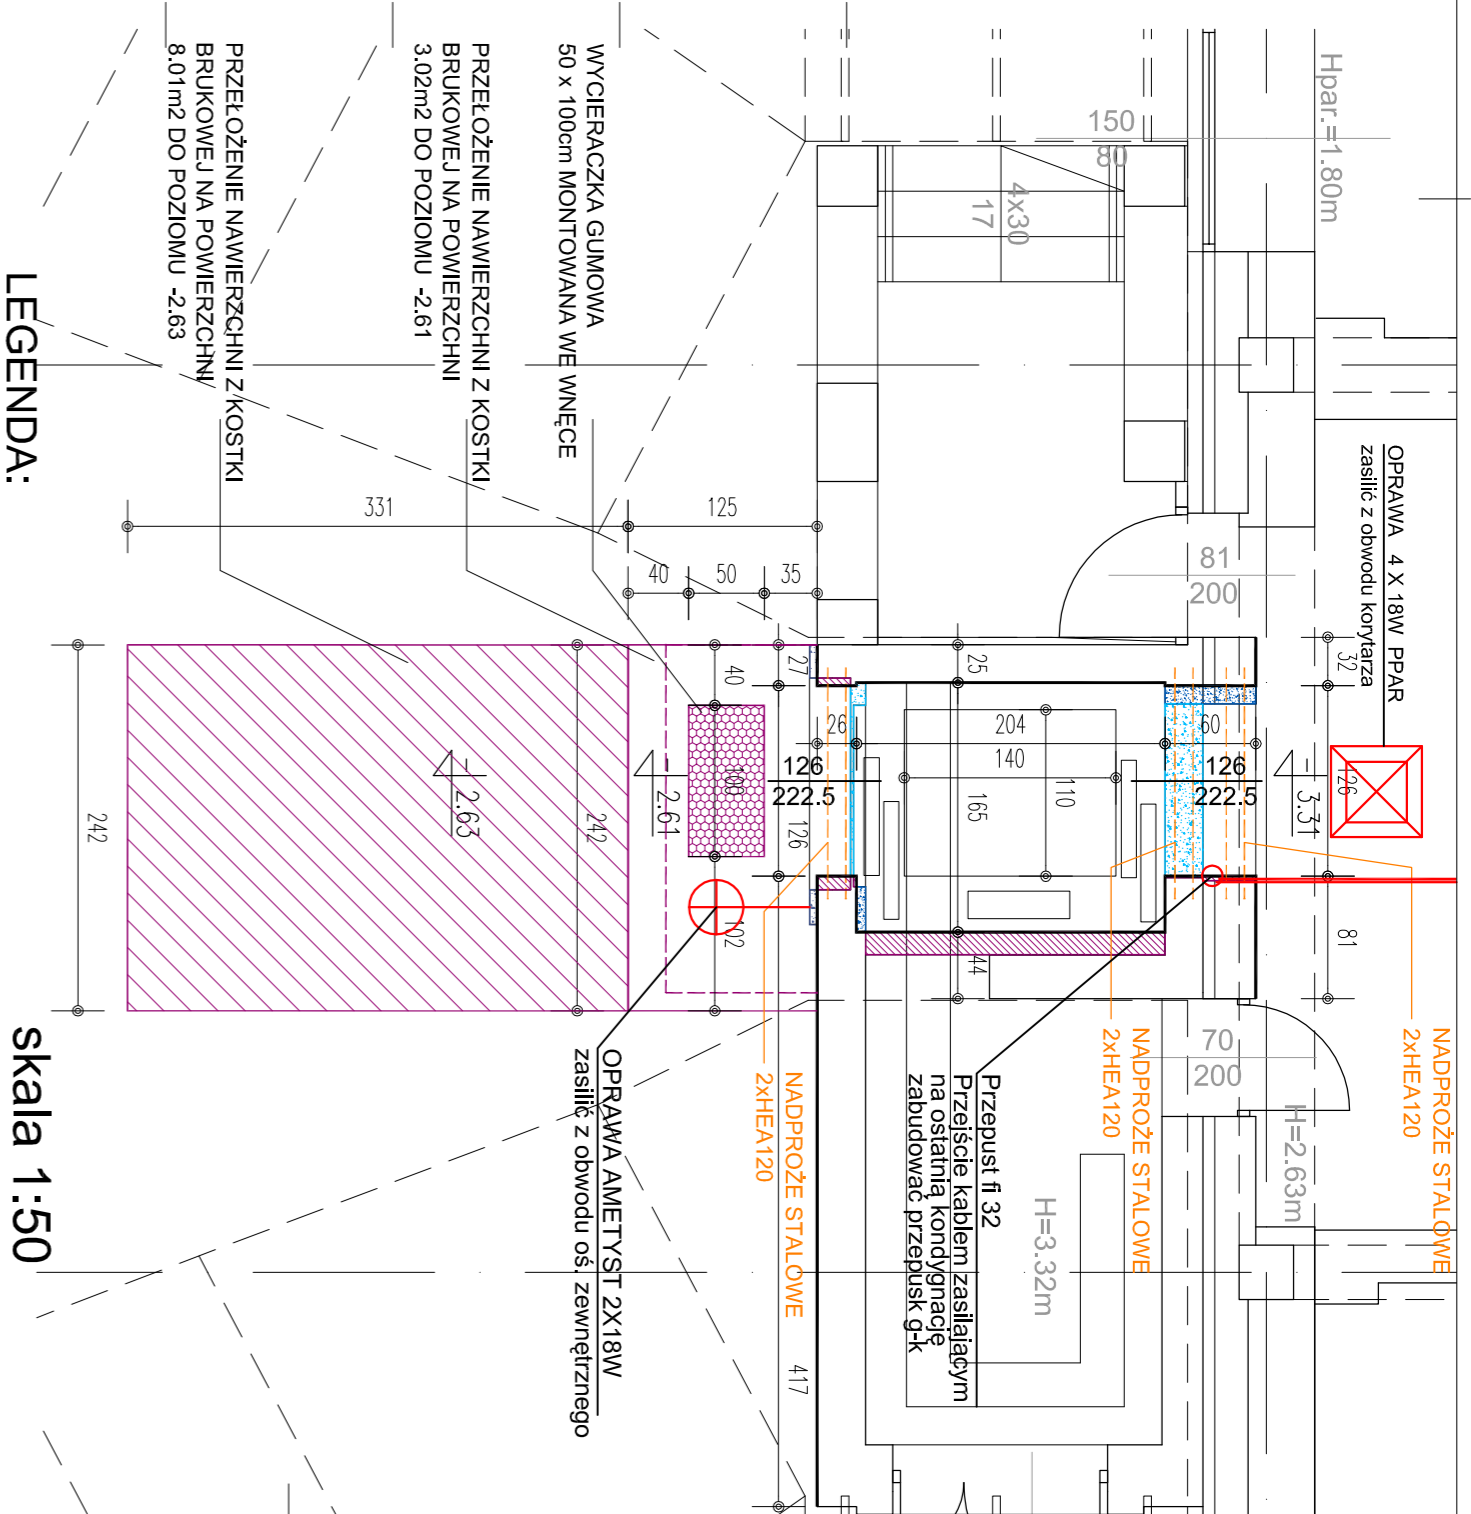 Hpar.=1.80m
150
80
4x30
17
OPRAWA 4 X 18W PPAR
zasilić z obwodu korytarza
WYCIERACZKA GUMOWA
50 x 100cm MONTOWANA WE WNĘCE
PRZEŁOŻENIE NAWIERZCHNI Z KOSTKI
BRUKOWEJ NA POWIERZCHNI
3.02m2 DO POZIOMU -2.61
PRZEŁOŻENIE NAWIERZCHNI Z KOSTKI
BRUKOWEJ NA POWIERZCHNI
8.01m2 DO POZIOMU -2.63
LEGENDA:
331
125
40
50
35
81
200
32
27
25
40
26
204
60
140
110
165
100
126
222.5
126
222.5
126
126
-3.31
-2.61
-2.63
242
242
102
44
81
70
200
H=2.63m
H=3.32m
NADPROŻE STALOWE
2xHEA120
NADPROŻE STALOWE
2xHEA120
NADPROŻE STALOWE
2xHEA120
Przepust fi 32
Przejście kablem zasilającym
na ostatnią kondygnację
zabudować przepusk g-k
OPRAWA AMETYST 2X18W
zasilić z obwodu oś. zewnętrznego
417
skala 1:50